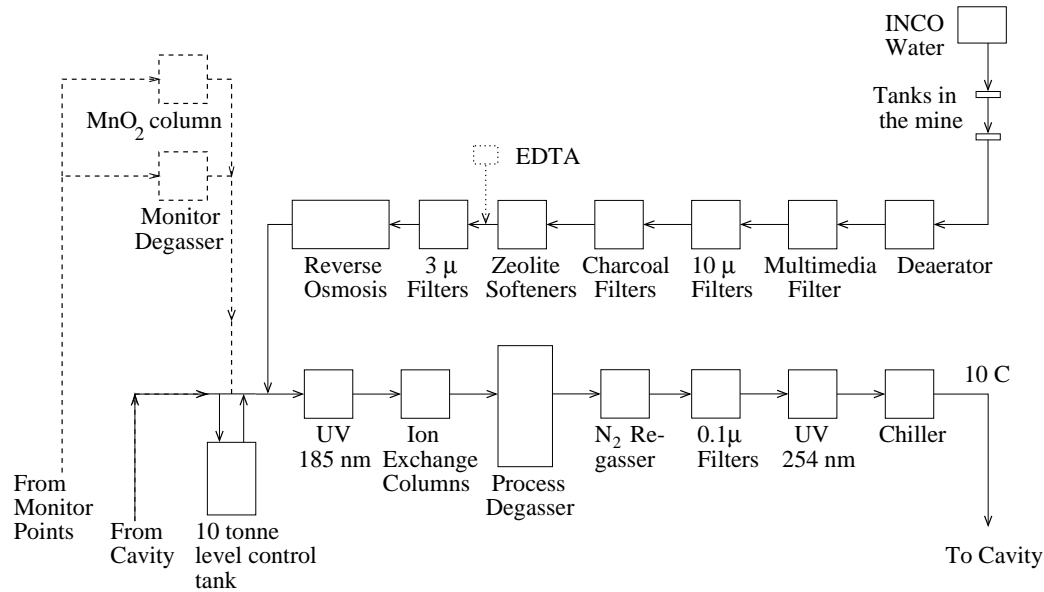 INCO
Water
Tanks in
the mine
MnO2 column
EDTA
Monitor
Degasser
Reverse
Osmosis
3 μ
Filters
Zeolite
Softeners
Charcoal
Filters
10 μ
Filters
Multimedia
Filter
Deaerator
10 C
UV
185 nm
Ion
Exchange
Columns
Process
Degasser
N2 Re-
gasser
0.1μ
Filters
UV
254 nm
Chiller
From
Monitor
Points
From
Cavity
10 tonne
level control
tank
To Cavity